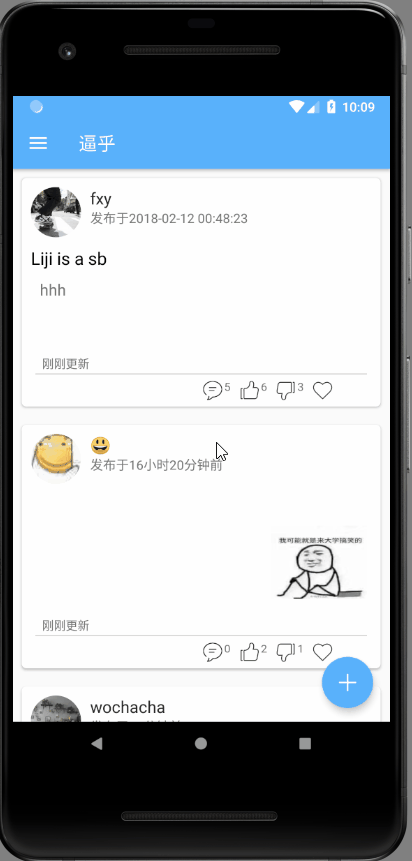 10:09
逼乎
fxy
发布于2018-02-12 00:48:23
Liji is a sb
hhh
刚刚更新
5 6 3
😃
发布于16小时20分钟前
我可能就是来大学搞笑的
刚刚更新
0 2 1
wochacha